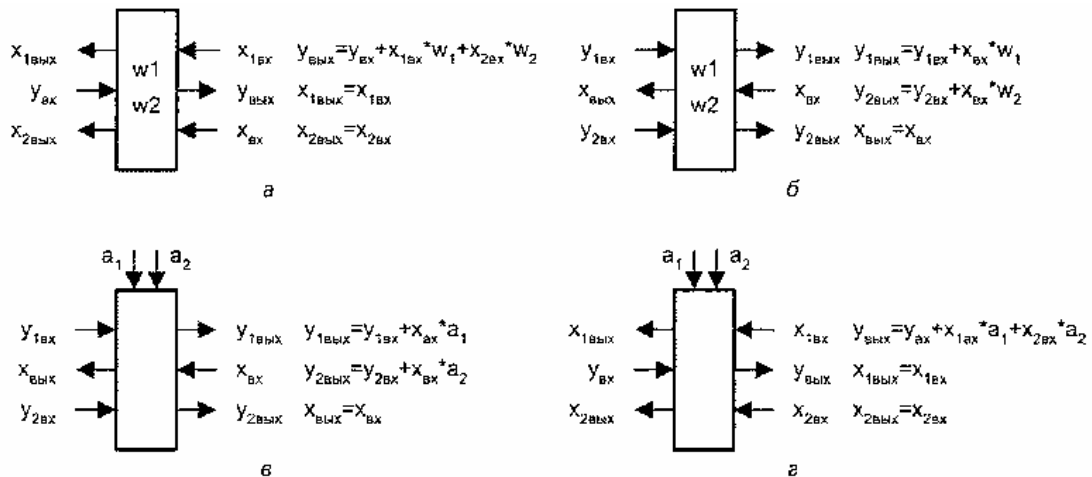 x1вых x1вх yвых=yвх+x1вх*w1+x2вх*w2
w1
yвх w2 yвых x1вых=x1вх
x2вых xвх x2вых=x2вх
а
y1вх y1вых y1вых=y1вх+xвх*w1
w1
xвых w2 xвх y2вых=y2вх+xвх*w2
y2вх y2вых xвых=xвх
б
a1 a2
y1вх y1вых y1вых=y1вх+xвх*a1
xвых xвх y2вых=y2вх+xвх*a2
y2вх y2вых xвых=xвх
в
a1 a2
x1вых x1вх yвых=yвх+x1вх*a1+x2вх*a2
yвх yвых x1вых=x1вх
x2вых x2вх x2вых=x2вх
г